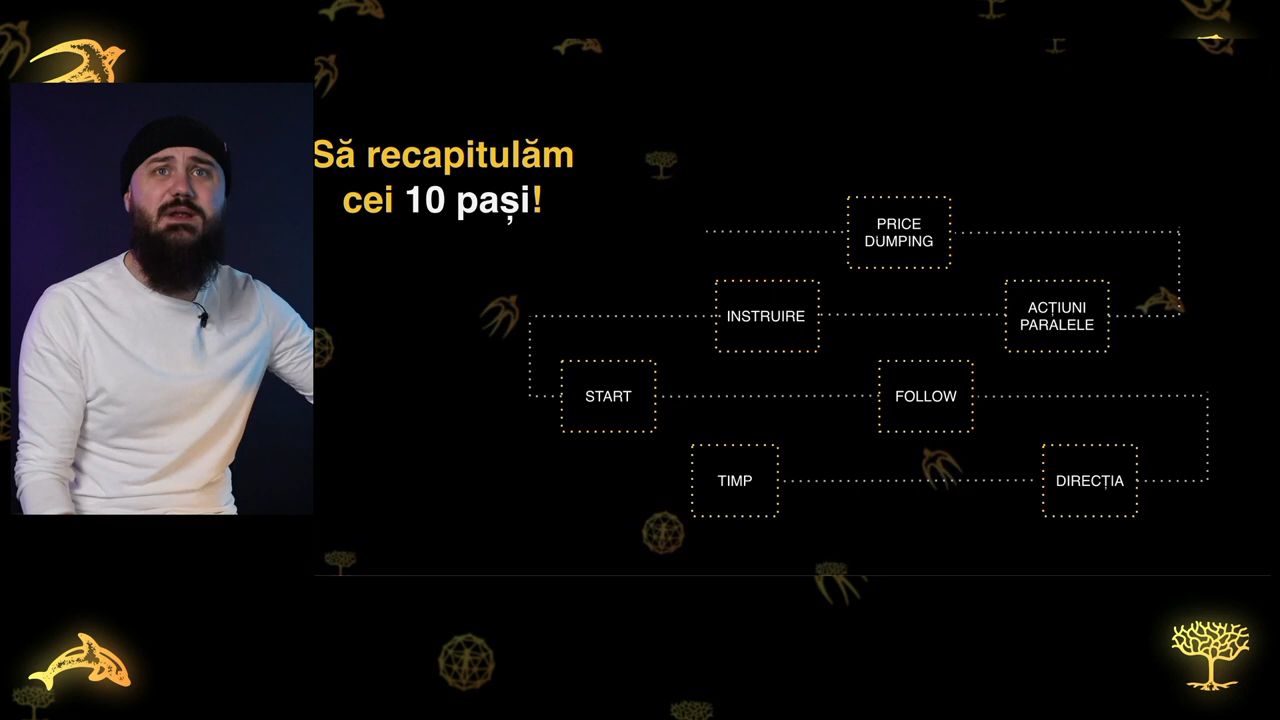 Să recapitulăm
cei 10 pași!
PRICE
DUMPING
INSTRUIRE
ACȚIUNI
PARALELE
START
FOLLOW
TIMP
DIRECȚIA